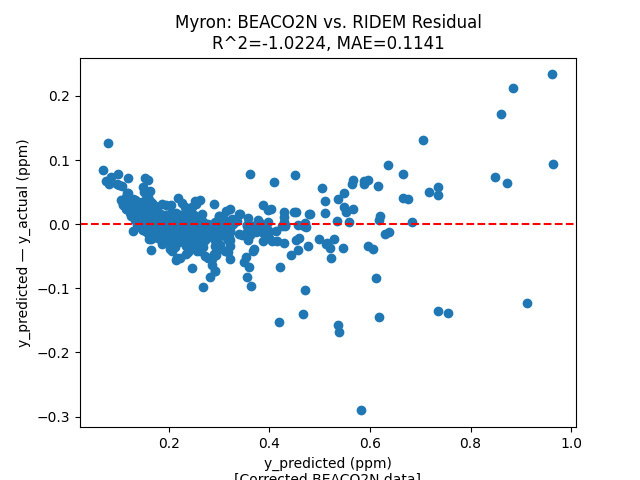 Myron: BEACO2N vs. RIDEM Residual
R^2=-1.0224, MAE=0.1141
y_predicted — y_actual (ppm)
0.2
0.1
0.0
−0.1
−0.2
−0.3
0.2 0.4 0.6 0.8 1.0
y_predicted (ppm)
[Corrected BEACO2N data]